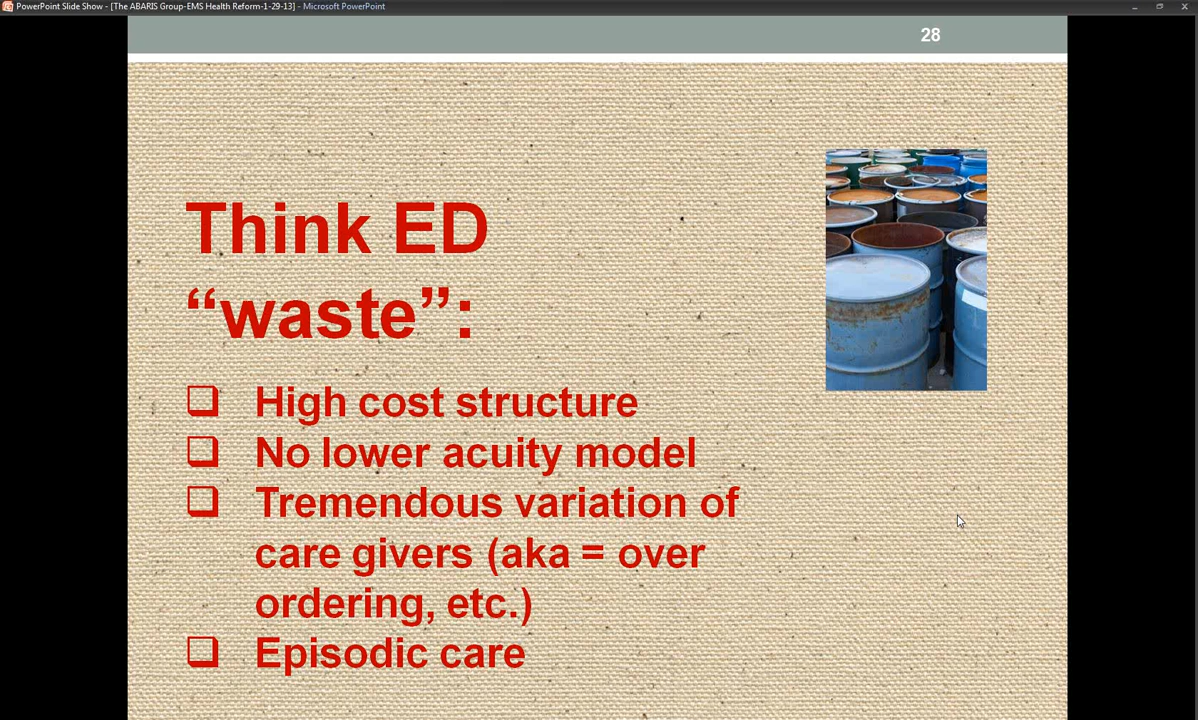 PowerPoint Slide Show - [The ABARIS Group-EMS Health Reform-1-29-13] - Microsoft PowerPoint
28
Think ED
“waste”:
High cost structure
No lower acuity model
Tremendous variation of
care givers (aka = over
ordering, etc.)
Episodic care